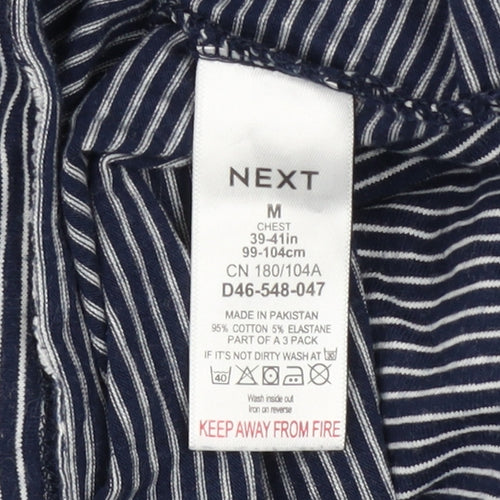 NEXT
M
CHEST
39-41in
99-104cm
CN 180/104A
D46-548-047
MADE IN PAKISTAN
95% COTTON 5% ELASTANE
PART OF A 3 PACK
IF IT'S NOT DIRTY WASH AT 30
40
Wash inside out
Iron on reverse
KEEP AWAY FROM FIRE